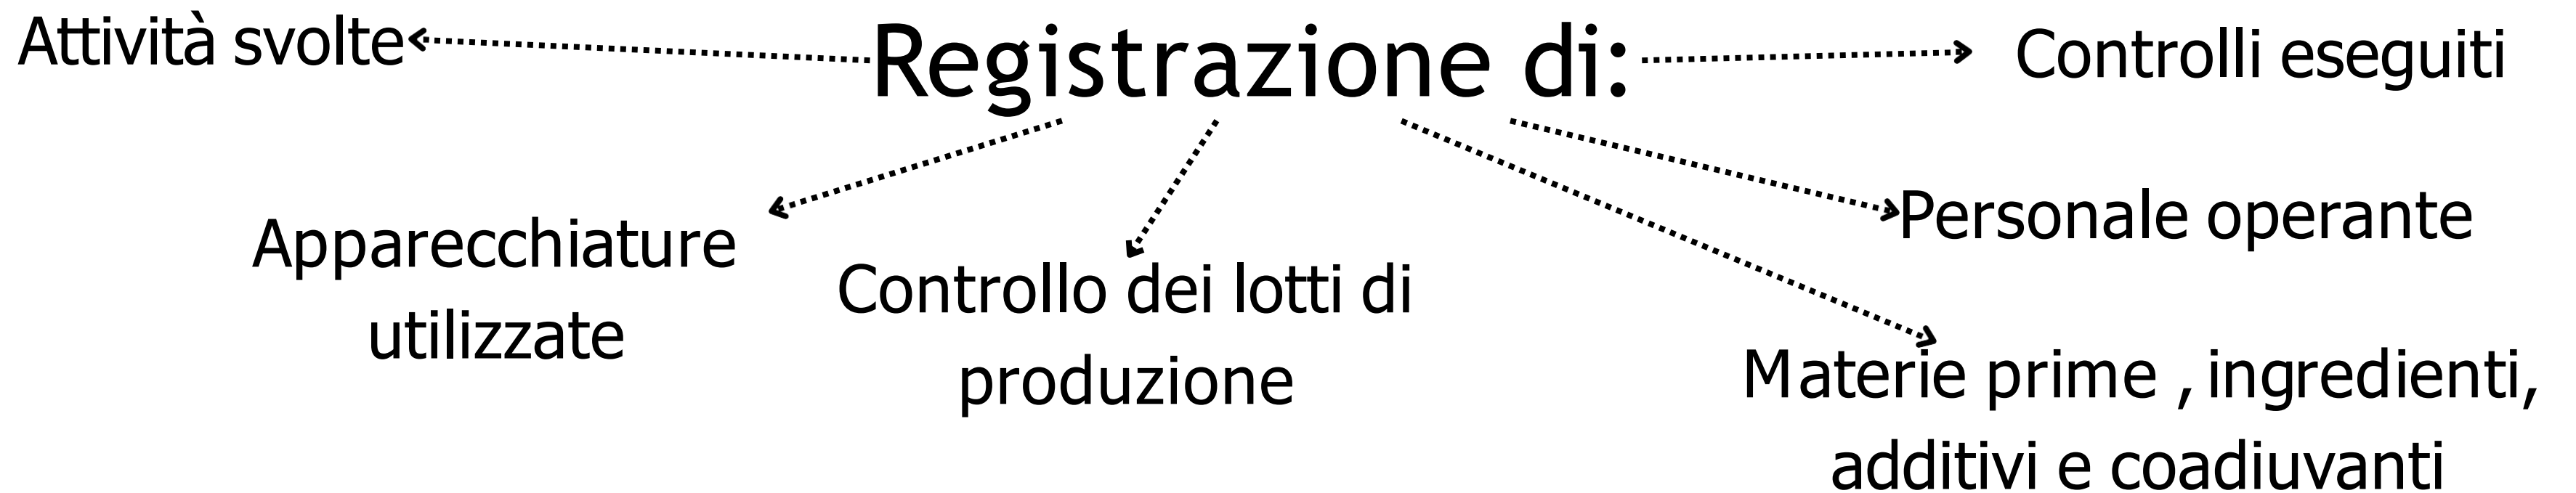 Attività svolte
Registrazione di:
Controlli eseguiti
Apparecchiature
utilizzate
Controllo dei lotti di
produzione
Personale operante
Materie prime , ingredienti,
additivi e coadiuvanti